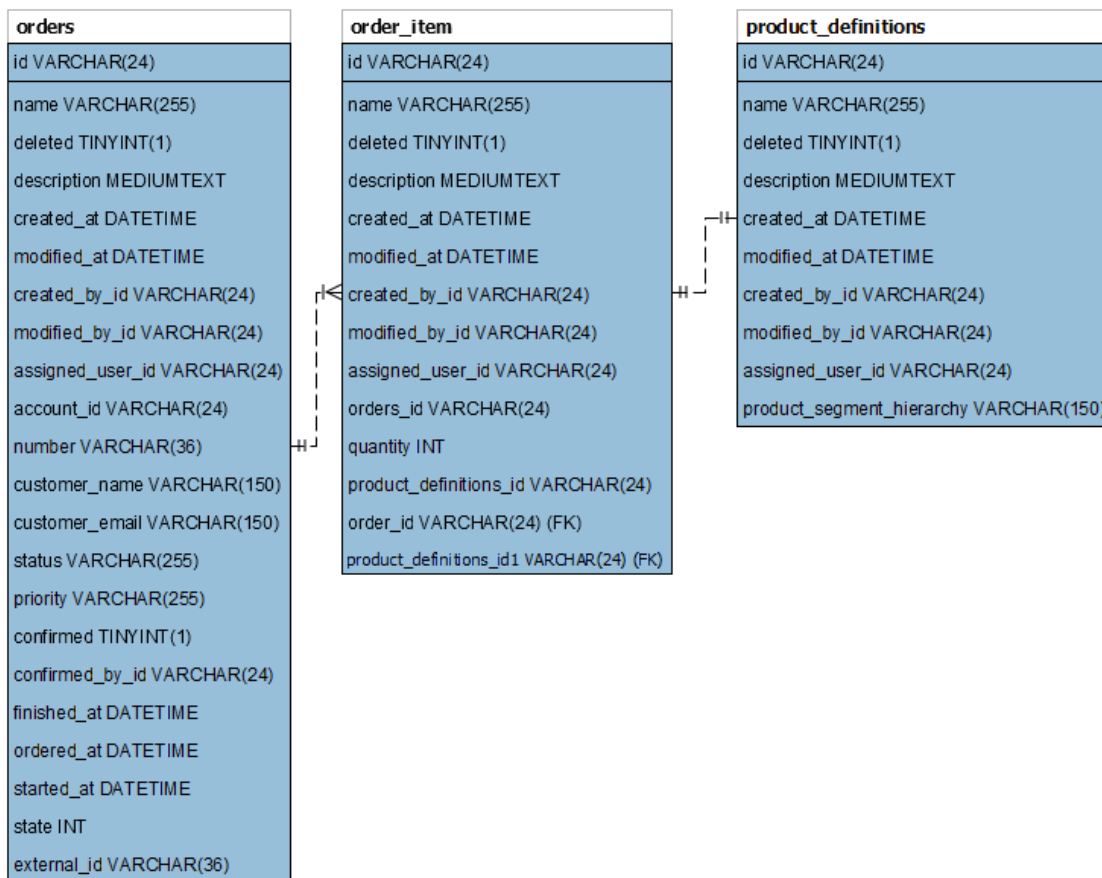 orders
id VARCHAR(24)
name VARCHAR(255)
deleted TINYINT(1)
description MEDIUMTEXT
created_at DATETIME
modified_at DATETIME
created_by_id VARCHAR(24)
modified_by_id VARCHAR(24)
assigned_user_id VARCHAR(24)
account_id VARCHAR(24)
number VARCHAR(36)
customer_name VARCHAR(150)
customer_email VARCHAR(150)
status VARCHAR(255)
priority VARCHAR(255)
confirmed TINYINT(1)
confirmed_by_id VARCHAR(24)
finished_at DATETIME
ordered_at DATETIME
started_at DATETIME
state INT
external_id VARCHAR(36)
order_item
id VARCHAR(24)
name VARCHAR(255)
deleted TINYINT(1)
description MEDIUMTEXT
created_at DATETIME
modified_at DATETIME
created_by_id VARCHAR(24)
modified_by_id VARCHAR(24)
assigned_user_id VARCHAR(24)
orders_id VARCHAR(24)
quantity INT
product_definitions_id VARCHAR(24)
order_id VARCHAR(24) (FK)
product_definitions_id1 VARCHAR(24) (FK)
product_definitions
id VARCHAR(24)
name VARCHAR(255)
deleted TINYINT(1)
description MEDIUMTEXT
created_at DATETIME
modified_at DATETIME
created_by_id VARCHAR(24)
modified_by_id VARCHAR(24)
assigned_user_id VARCHAR(24)
product_segment_hierarchy VARCHAR(150)